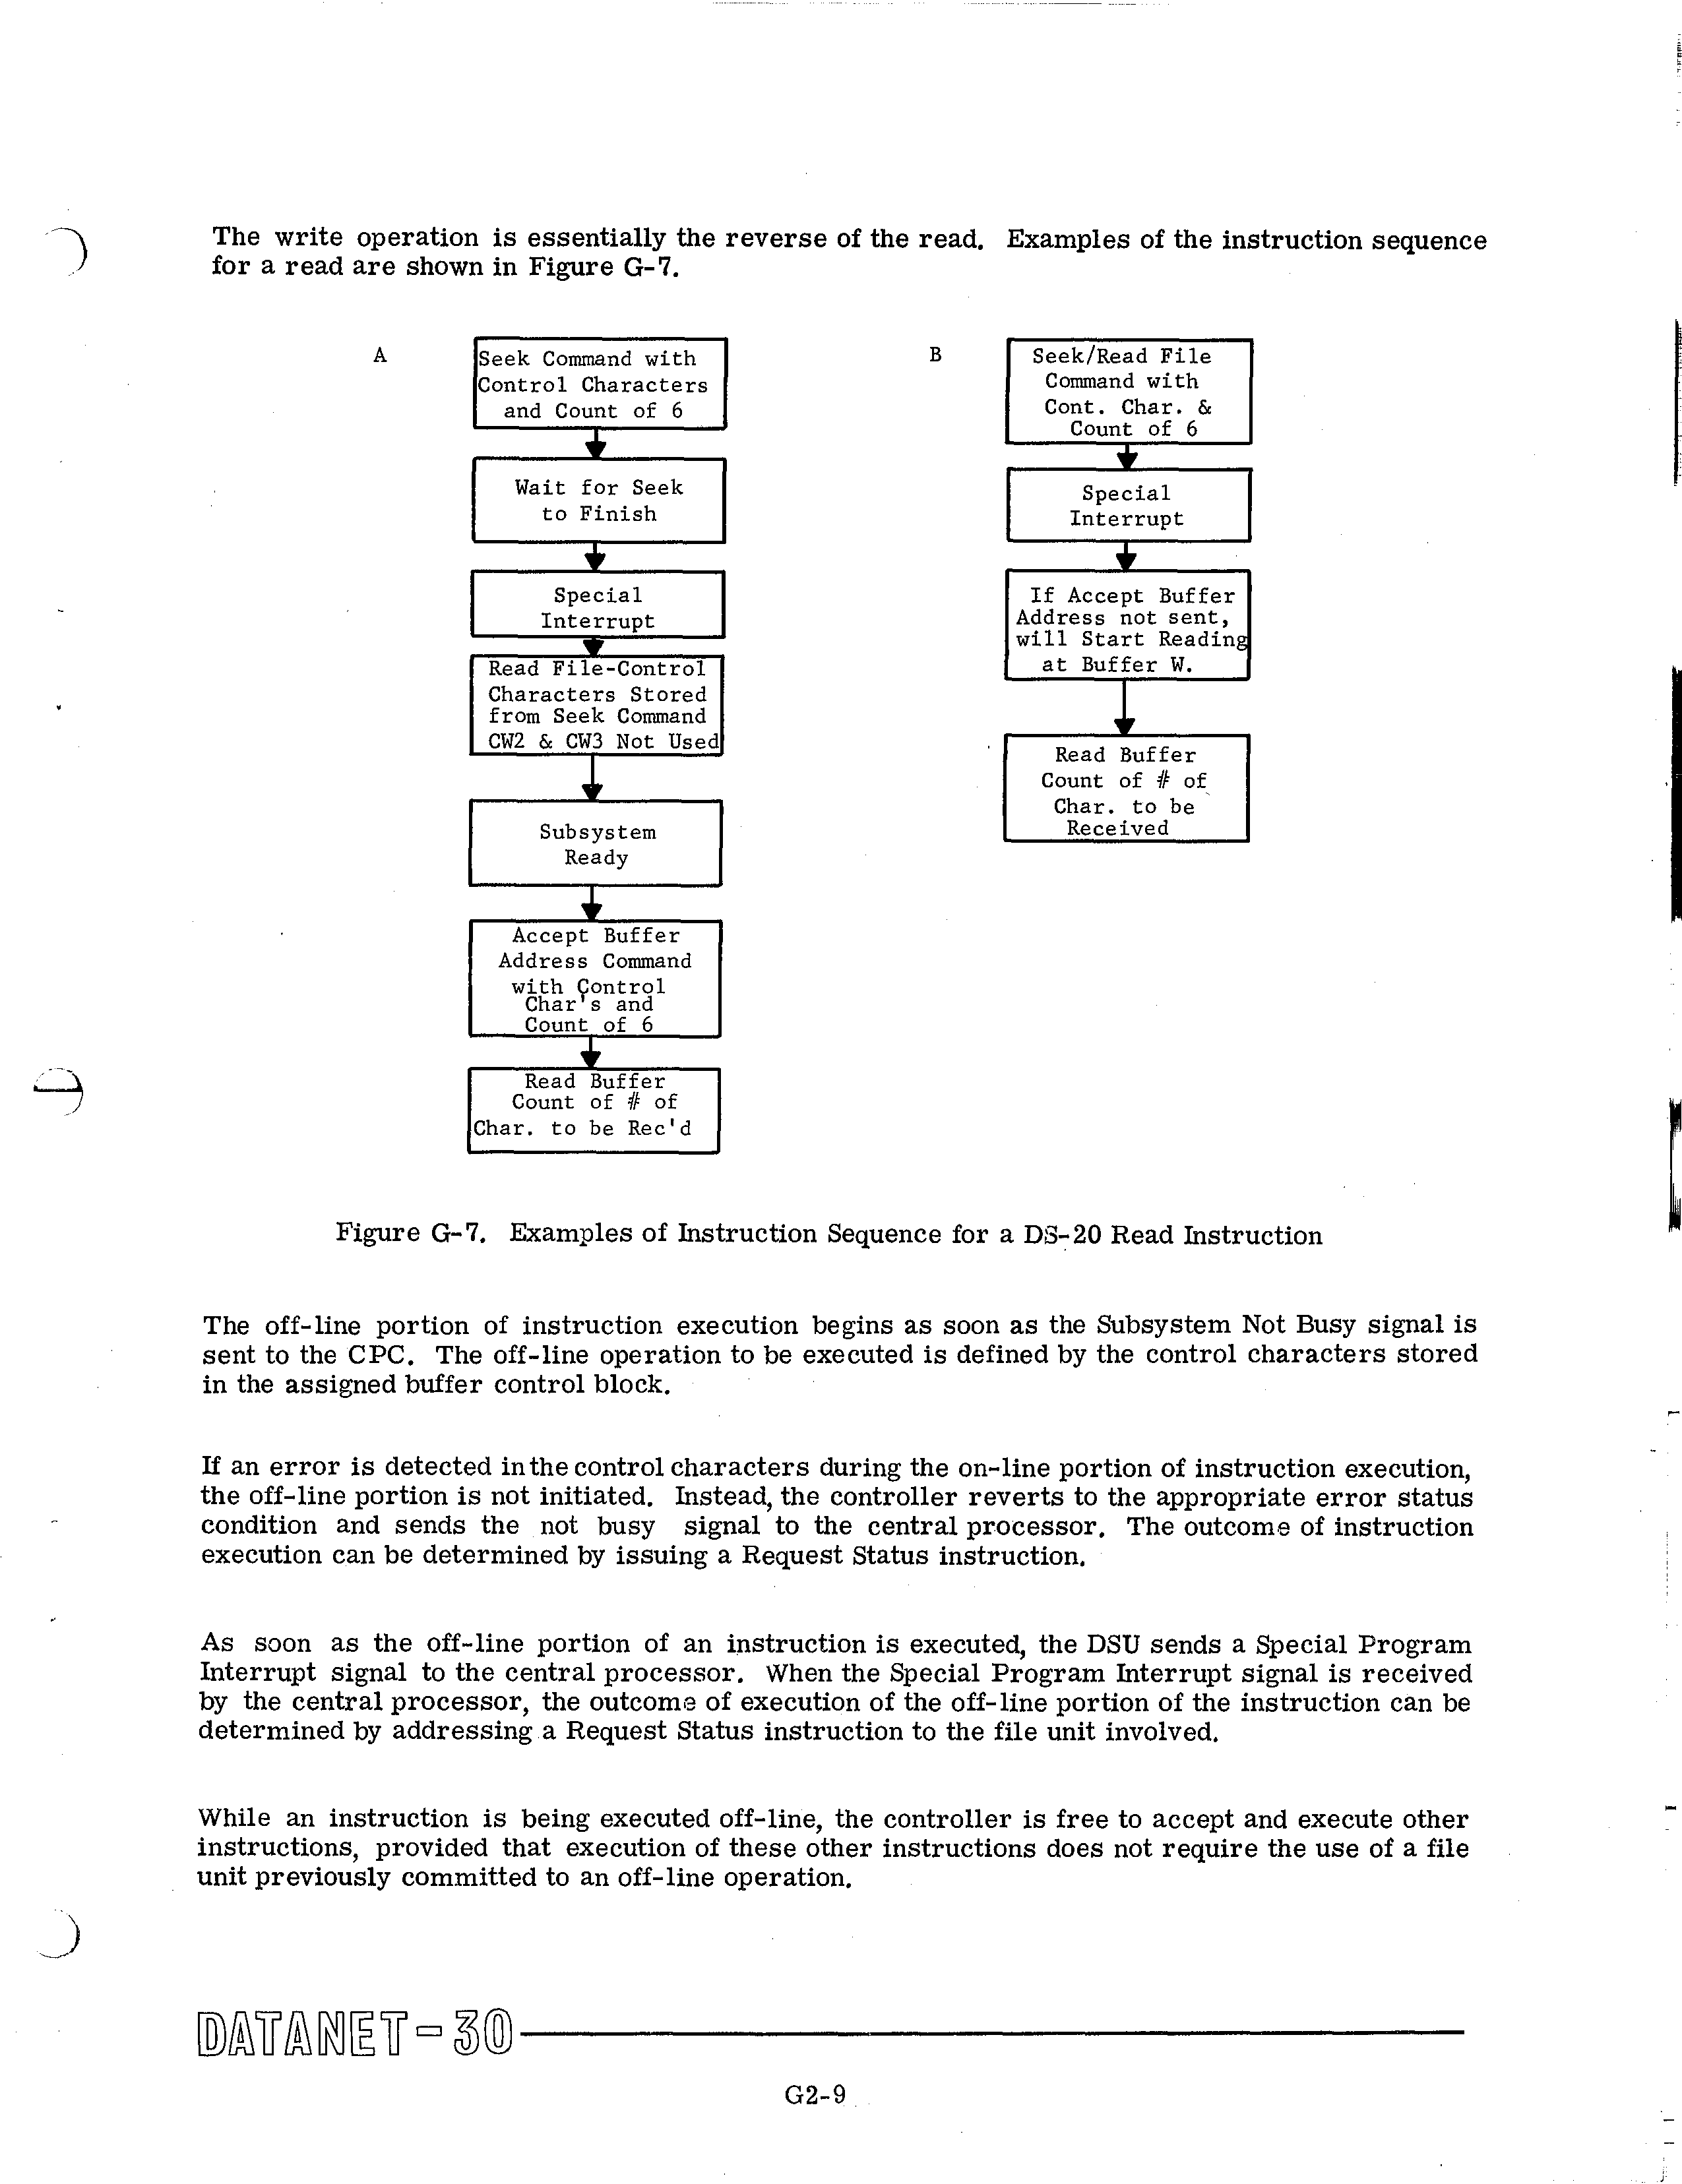 The write operation is essentially the reverse of the read. Examples of the instruction sequence
for a read are shown in Figure G-7.
A
Seek Command with
Control Characters
and Count of 6
Wait for Seek
to Finish
Special
Interrupt
Read File-Control
Characters Stored
from Seek Command
CW2 & CW3 Not Used
Subsystem
Ready
Accept Buffer
Address Command
with Control
Char's and
Count of 6
Read Buffer
Count of # of
Char. to be Rec'd
B
Seek/Read File
Command with
Cont. Char. &
Count of 6
Special
Interrupt
If Accept Buffer
Address not sent,
will Start Reading
at Buffer W.
Read Buffer
Count of # of
Char. to be
Received
Figure G-7. Examples of Instruction Sequence for a DS-20 Read Instruction
The off-line portion of instruction execution begins as soon as the Subsystem Not Busy signal is
sent to the CPC. The off-line operation to be executed is defined by the control characters stored
in the assigned buffer control block.
If an error is detected in the control characters during the on-line portion of instruction execution,
the off-line portion is not initiated. Instead, the controller reverts to the appropriate error status
condition and sends the not busy signal to the central processor. The outcome of instruction
execution can be determined by issuing a Request Status instruction.
As soon as the off-line portion of an instruction is executed, the DSU sends a Special Program
Interrupt signal to the central processor. When the Special Program Interrupt signal is received
by the central processor, the outcome of execution of the off-line portion of the instruction can be
determined by addressing a Request Status instruction to the file unit involved.
While an instruction is being executed off-line, the controller is free to accept and execute other
instructions, provided that execution of these other instructions does not require the use of a file
unit previously committed to an off-line operation.
DATANET-30
G2-9